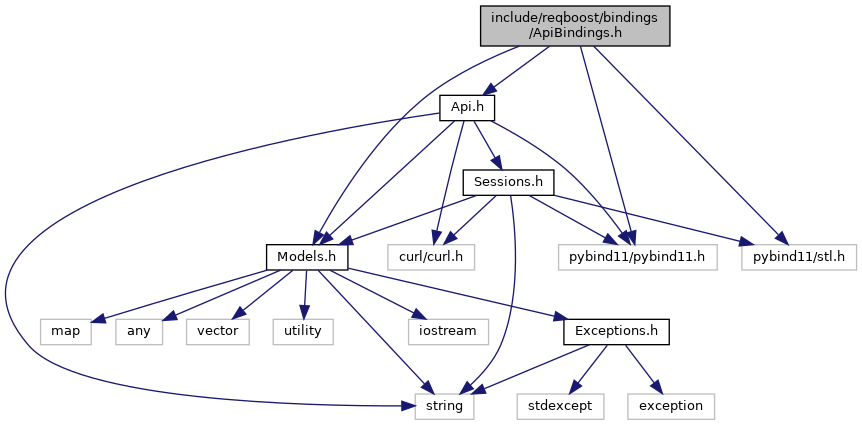 include/reqboost/bindings
/ApiBindings.h
Api.h
Sessions.h
Models.h
curl/curl.h
pybind11/pybind11.h
pybind11/stl.h
map
any
vector
utility
iostream
Exceptions.h
string
stdexcept
exception